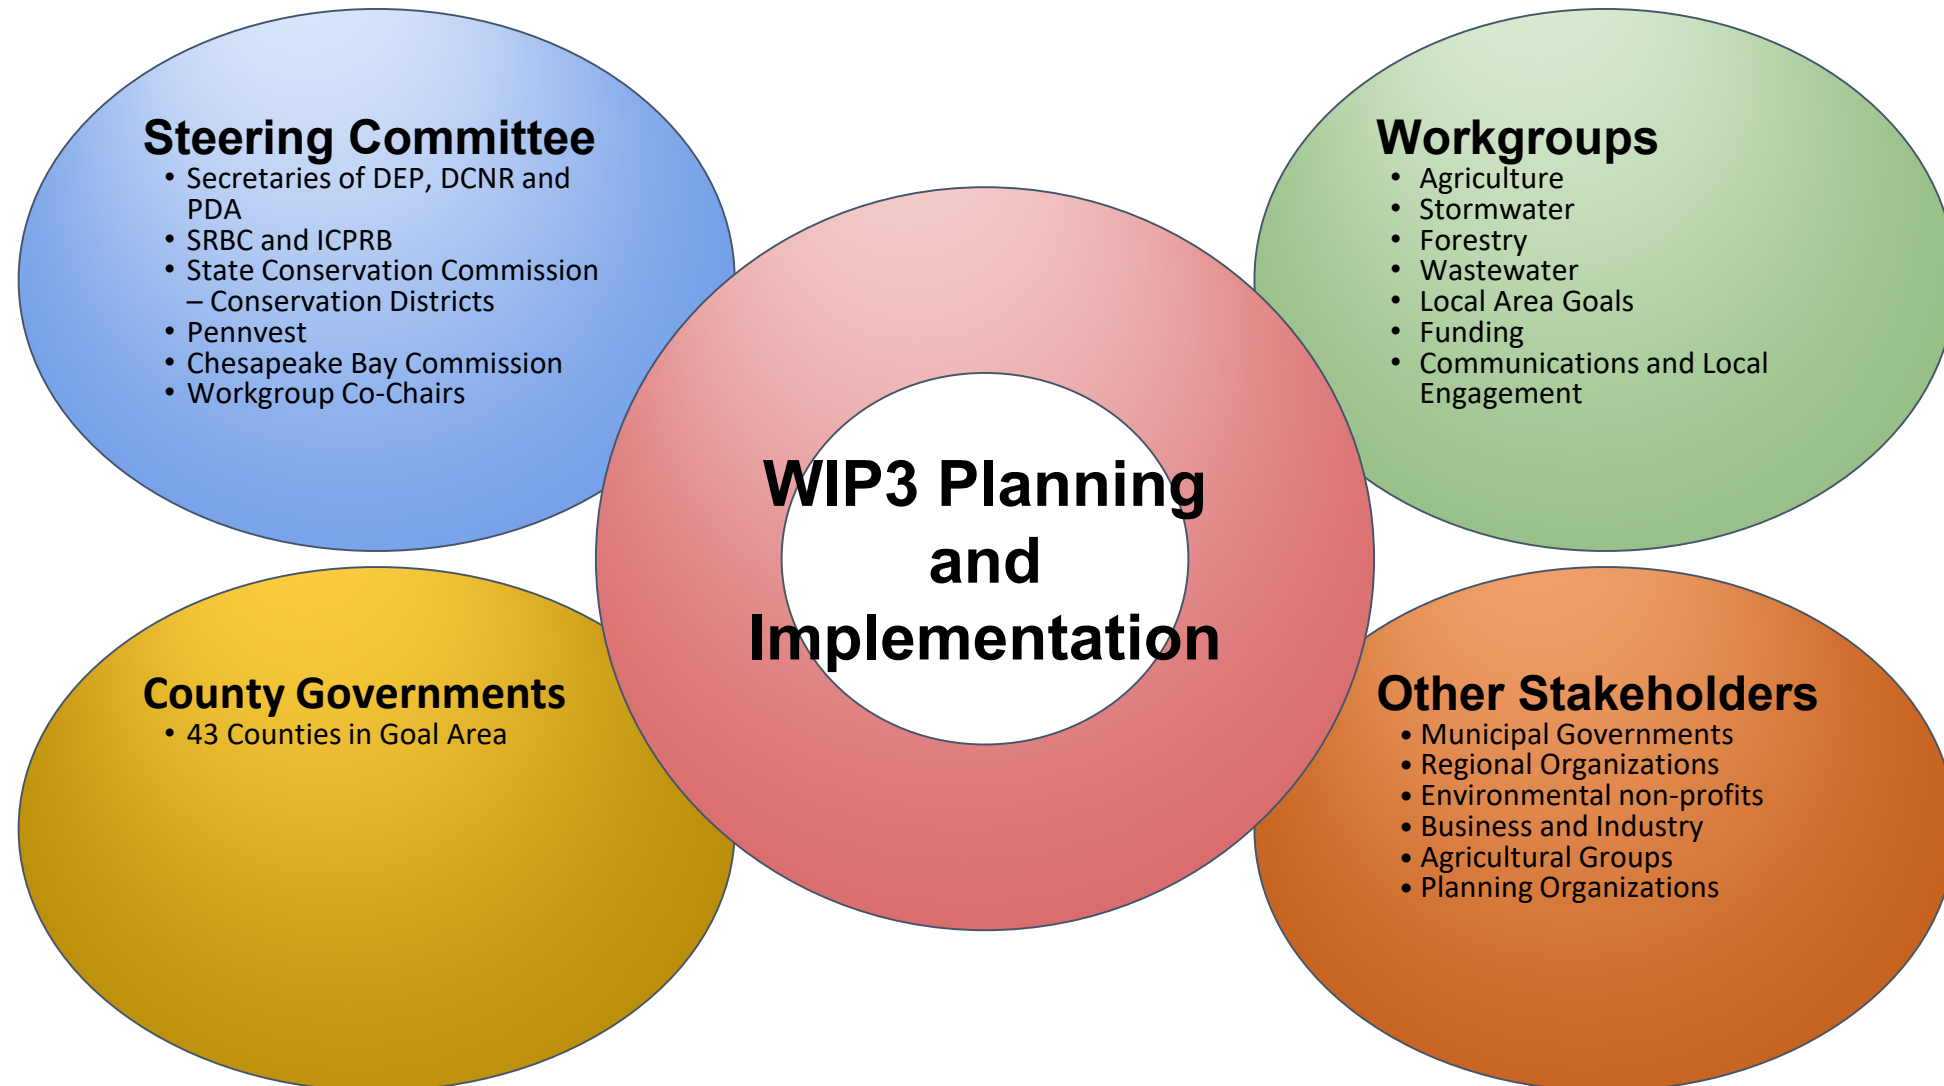 Steering Committee
• Secretaries of DEP, DCNR and
PDA
• SRBC and ICPRB
• State Conservation Commission
– Conservation Districts
• Pennvest
• Chesapeake Bay Commission
• Workgroup Co-Chairs
Workgroups
• Agriculture
• Stormwater
• Forestry
• Wastewater
• Local Area Goals
• Funding
• Communications and Local
Engagement
WIP3 Planning
and
Implementation
County Governments
• 43 Counties in Goal Area
Other Stakeholders
• Municipal Governments
• Regional Organizations
• Environmental non-profits
• Business and Industry
• Agricultural Groups
• Planning Organizations